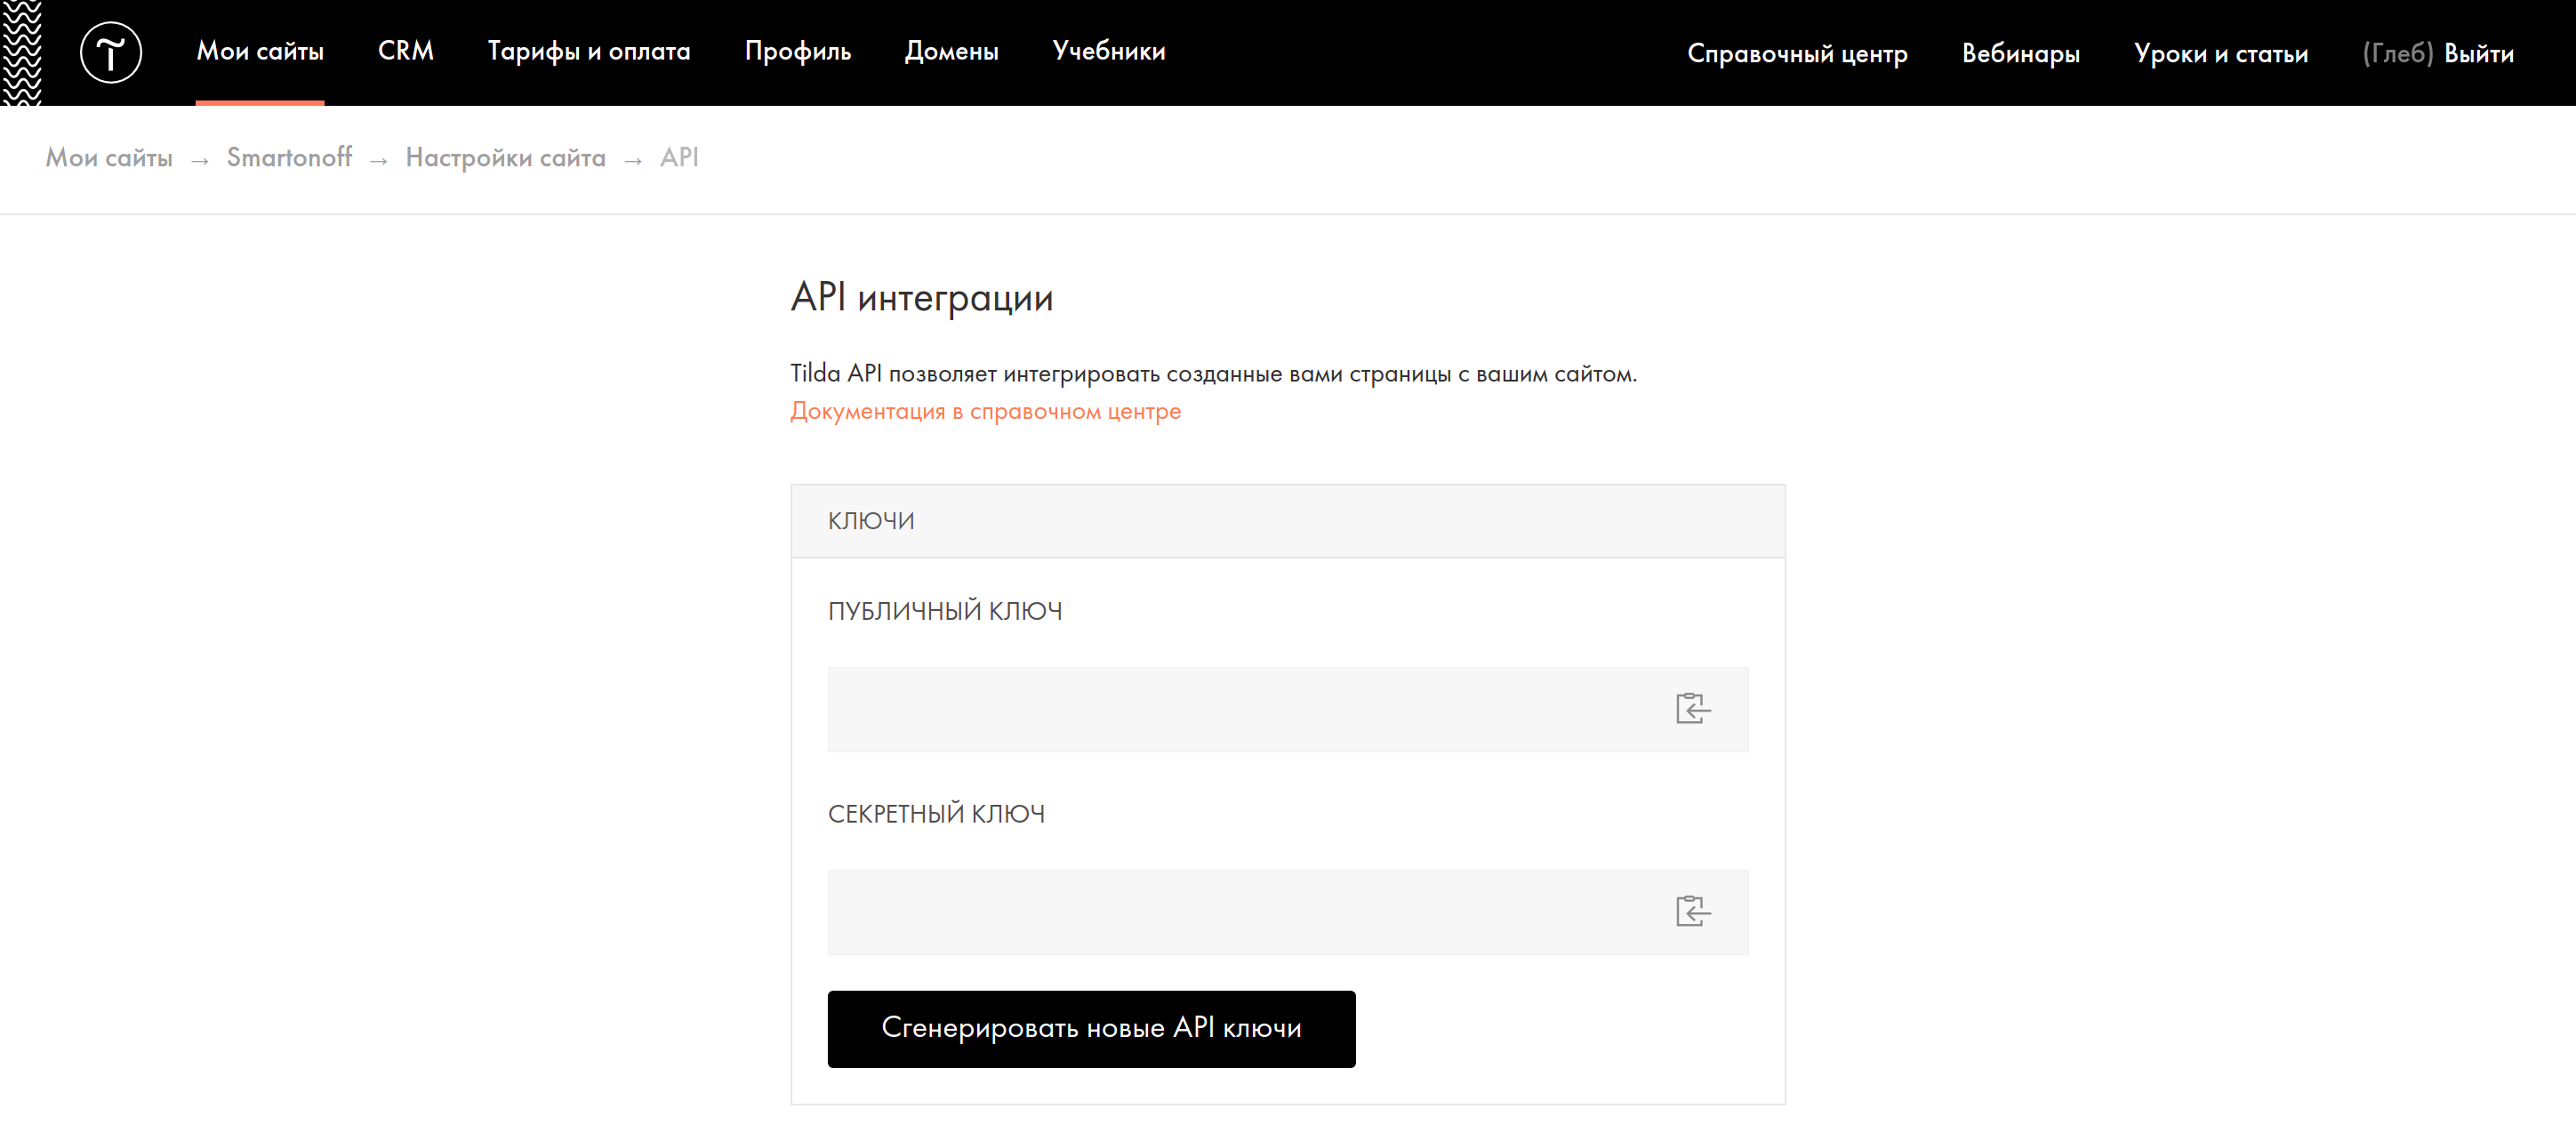 Мои сайты CRM Тарифы и оплата Профиль Домены Учебники Справочный центр Вебинары Уроки и статьи (Глеб) Выйти
Мои сайты → Smartonoff → Настройки сайта → API
API интеграции
Tilda API позволяет интегрировать созданные вами страницы с вашим сайтом.
Документация в справочном центре
КЛЮЧИ
ПУБЛИЧНЫЙ КЛЮЧ
СЕКРЕТНЫЙ КЛЮЧ
Сгенерировать новые API ключи